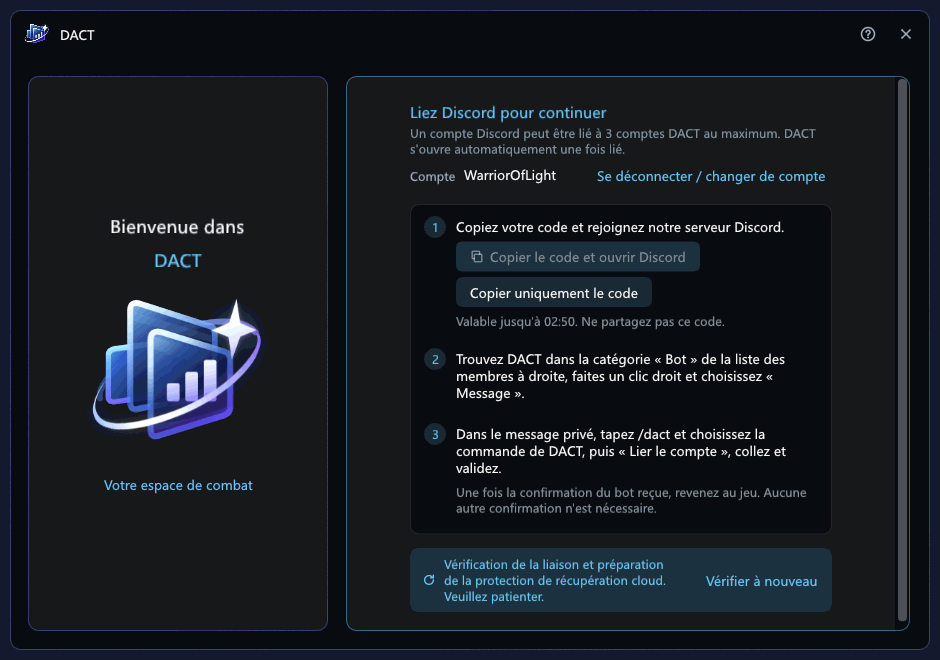 DACT
Bienvenue dans
DACT
Votre espace de combat
Liez Discord pour continuer
Un compte Discord peut être lié à 3 comptes DACT au maximum. DACT
s'ouvre automatiquement une fois lié.
Compte WarriorOfLight Se déconnecter / changer de compte
1 Copiez votre code et rejoignez notre serveur Discord.
Copier le code et ouvrir Discord
Copier uniquement le code
Valable jusqu'à 02:50. Ne partagez pas ce code.
2 Trouvez DACT dans la catégorie « Bot » de la liste des
membres à droite, faites un clic droit et choisissez «
Message ».
3 Dans le message privé, tapez /dact et choisissez la
commande de DACT, puis « Lier le compte », collez et
validez.
Une fois la confirmation du bot reçue, revenez au jeu. Aucune
autre confirmation n'est nécessaire.
Vérification de la liaison et préparation
de la protection de récupération cloud.
Veuillez patienter.
Vérifier à nouveau